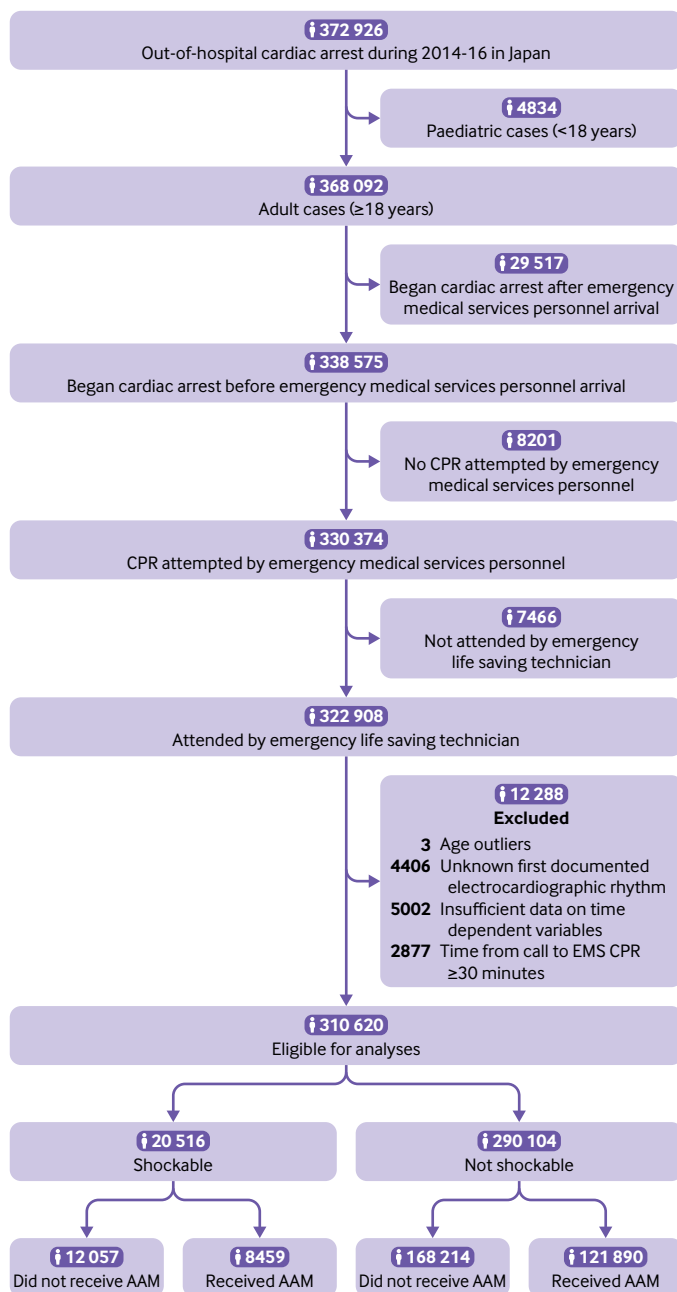 372 926
Out-of-hospital cardiac arrest during 2014-16 in Japan
4834
Paediatric cases (<18 years)
368 092
Adult cases (≥18 years)
29 517
Began cardiac arrest after emergency
medical services personnel arrival
338 575
Began cardiac arrest before emergency medical services personnel arrival
8201
No CPR attempted by emergency
medical services personnel
330 374
CPR attempted by emergency medical services personnel
7466
Not attended by emergency
life saving technician
322 908
Attended by emergency life saving technician
12 288
Excluded
3 Age outliers
4406 Unknown first documented
electrocardiographic rhythm
5002 Insufficient data on time
dependent variables
2877 Time from call to EMS CPR
≥30 minutes
310 620
Eligible for analyses
20 516
Shockable
290 104
Not shockable
12 057
Did not receive AAM
8459
Received AAM
168 214
Did not receive AAM
121 890
Received AAM